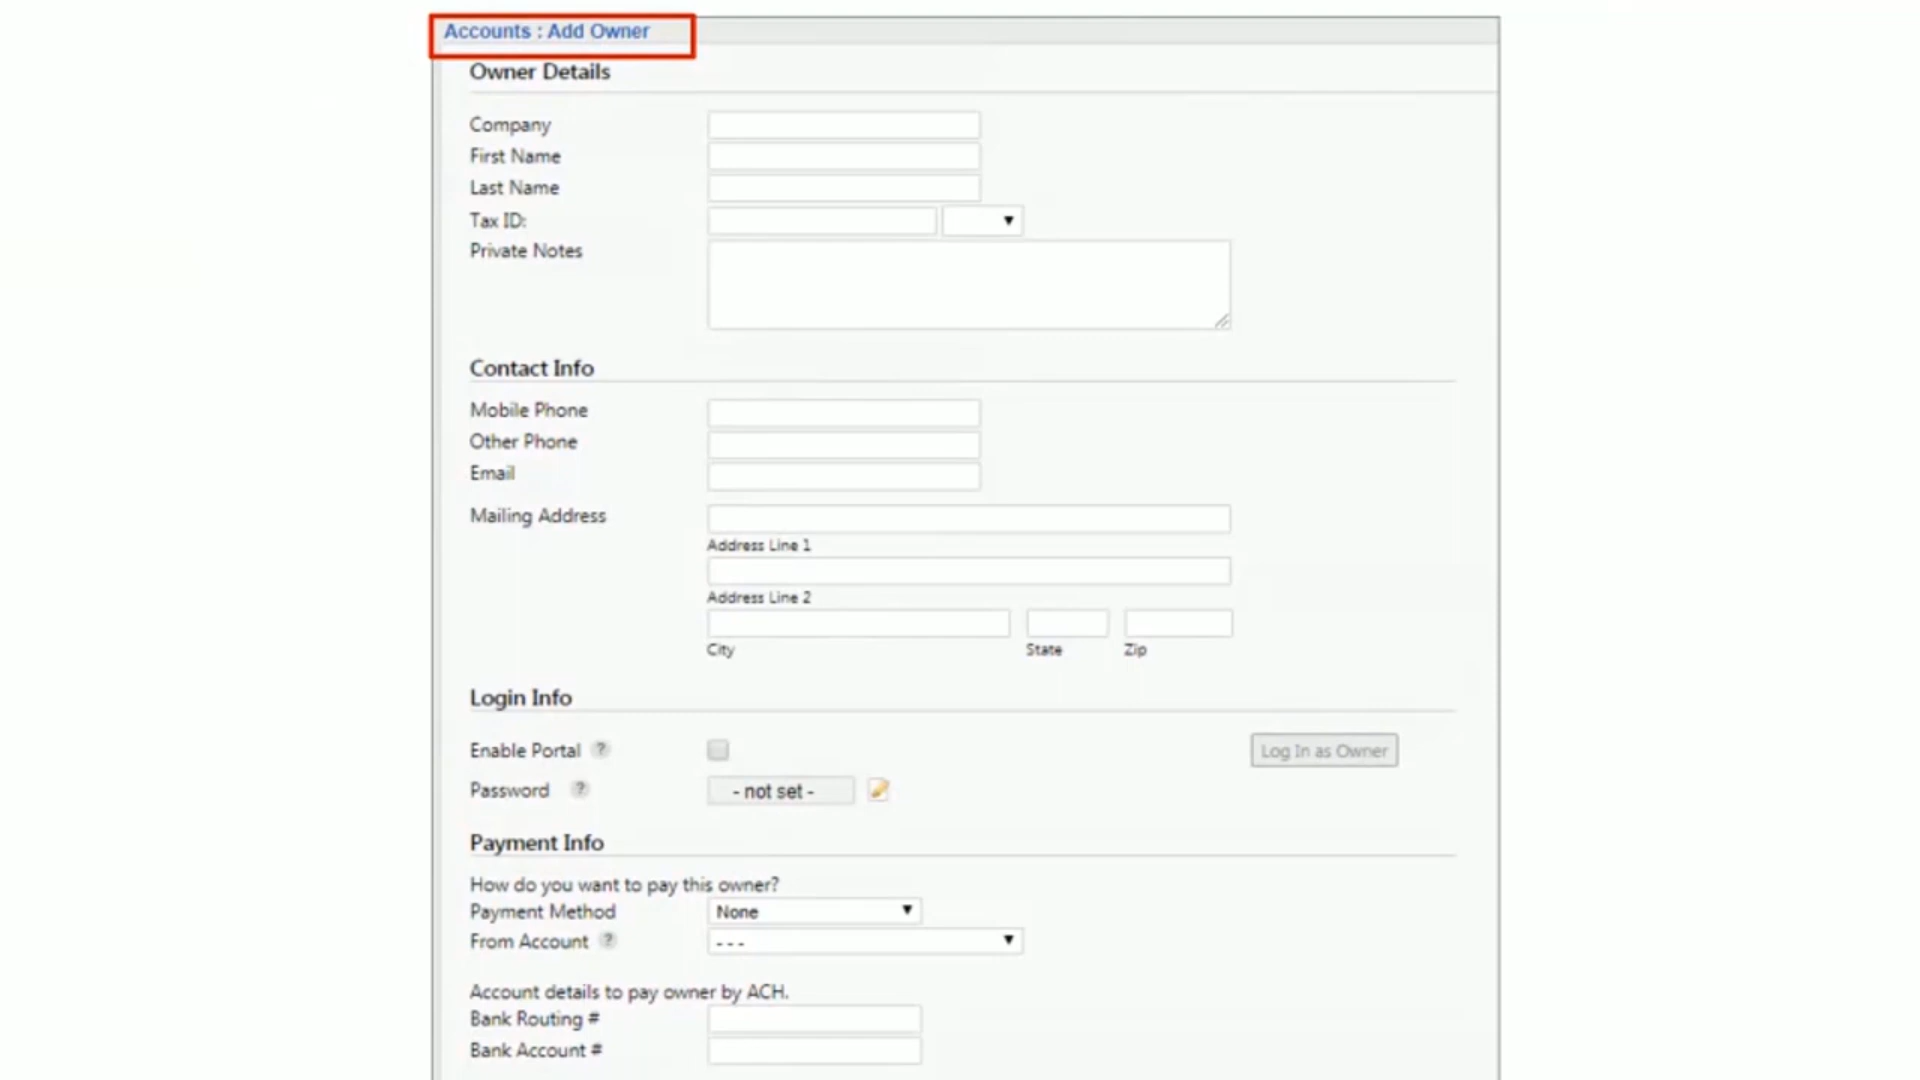 Accounts : Add Owner
Owner Details
Company
First Name
Last Name
Tax ID:
Private Notes
Contact Info
Mobile Phone
Other Phone
Email
Mailing Address
Address Line 1
Address Line 2
City State Zip
Login Info
Enable Portal ? Log In as Owner
Password ? - not set -
Payment Info
How do you want to pay this owner?
Payment Method None
From Account ? - - -
Account details to pay owner by ACH.
Bank Routing #
Bank Account #